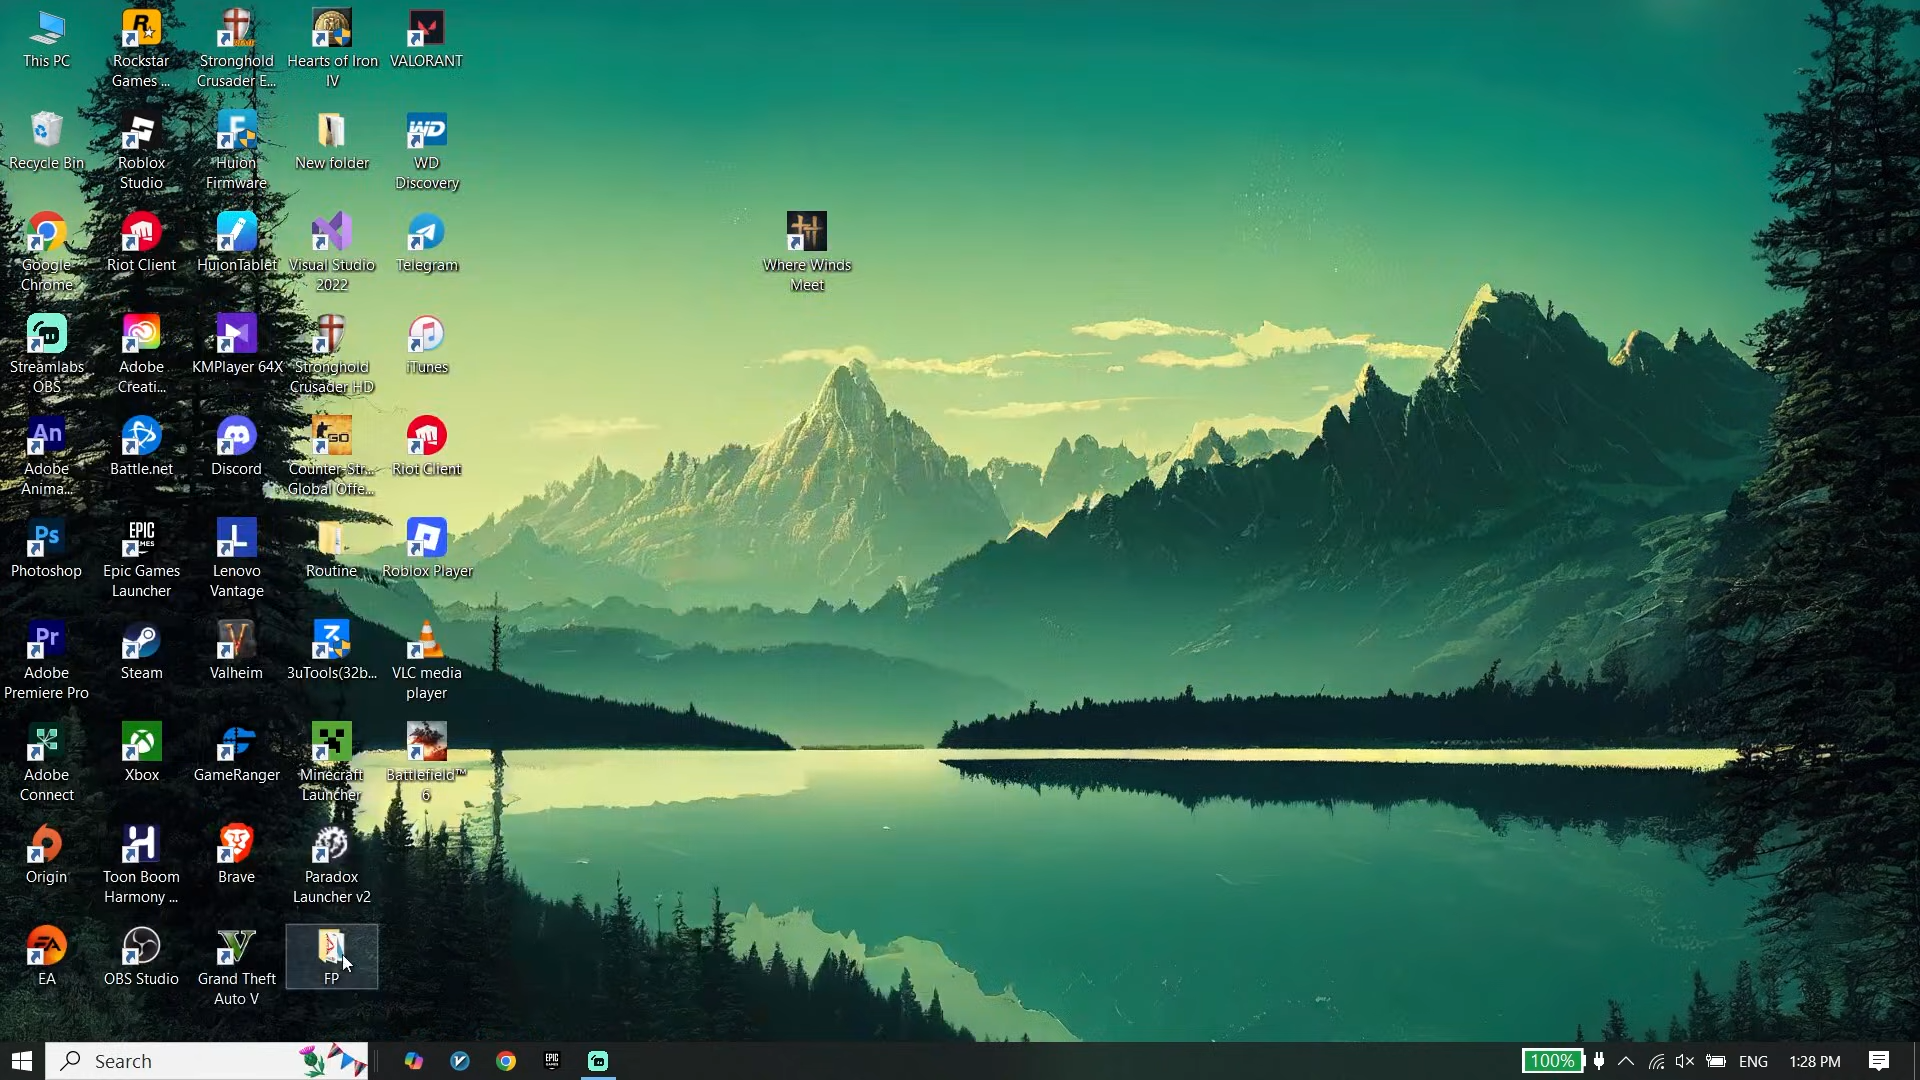 This PC
Rockstar
Games ...
Stronghold
Crusader E...
Hearts of Iron
IV
VALORANT
Recycle Bin
Roblox
Studio
Huion
Firmware
New folder
WD
Discovery
Google
Chrome
Riot Client
HuionTablet
Visual Studio
2022
Telegram
Where Winds
Meet
Streamlabs
OBS
Adobe
Creati...
KMPlayer 64X
Stronghold
Crusader HD
iTunes
Adobe
Anima...
Battle.net
Discord
Counter-Str...
Global Offe...
Riot Client
Photoshop
Epic Games
Launcher
Lenovo
Vantage
Routine
Roblox Player
Adobe
Premiere Pro
Steam
Valheim
3uTools(32b...
VLC media
player
Adobe
Connect
Xbox
GameRanger
Minecraft
Launcher
Battlefield™
6
Origin
Toon Boom
Harmony ...
Brave
Paradox
Launcher v2
EA
OBS Studio
Grand Theft
Auto V
FP
Search
100%
ENG
1:28 PM